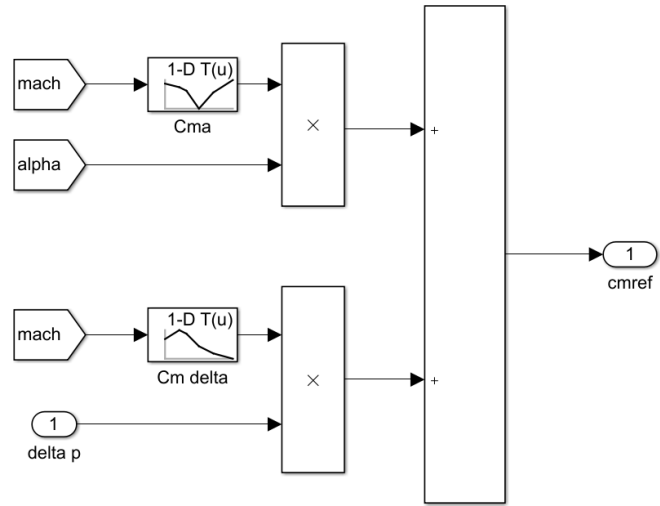 mach
1-D T(u)
Cma
×
alpha
+
1
cmref
mach
1-D T(u)
Cm delta
×
+
1
delta p